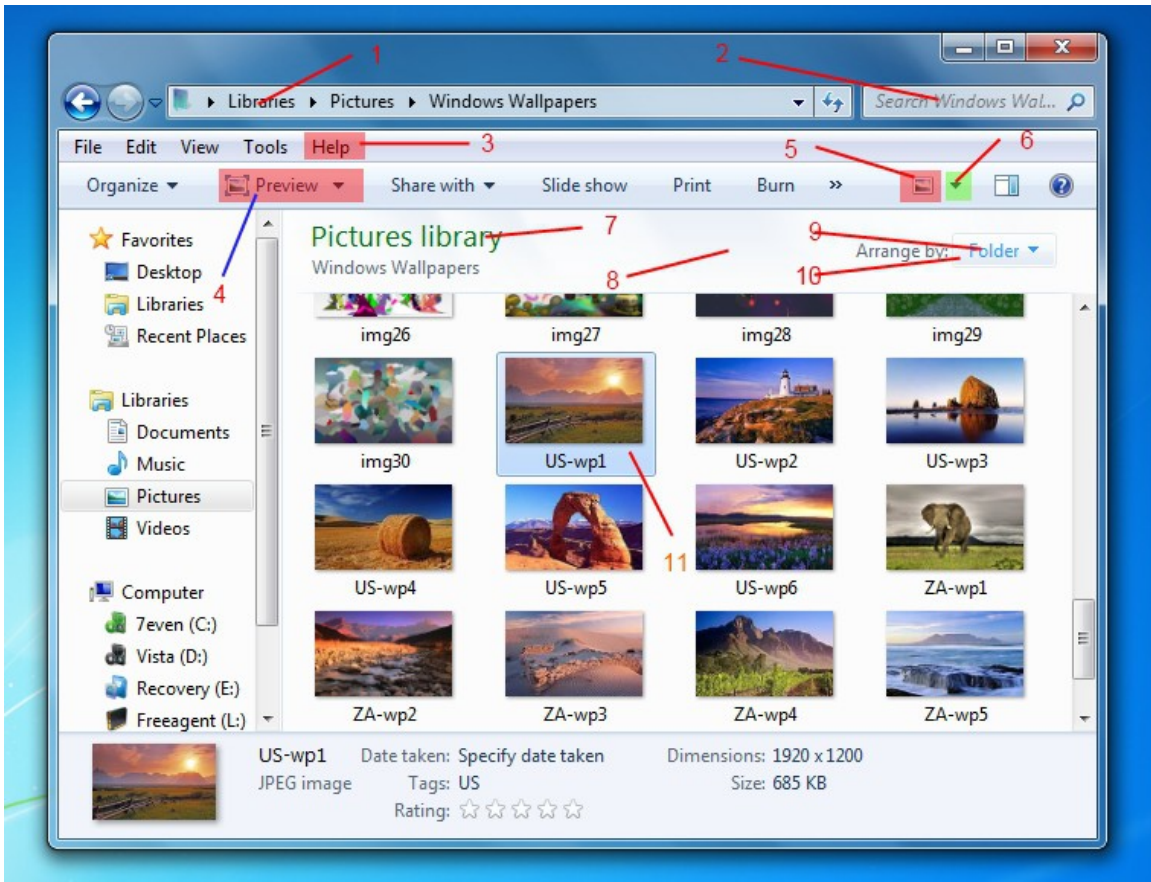 1
2
Libraries Pictures Windows Wallpapers
Search Windows Wal...
File Edit View Tools Help
3
5
6
Organize Preview Share with Slide show Print Burn »
Favorites
Desktop
Libraries
Recent Places
4
Libraries
Documents
Music
Pictures
Videos
Computer
7even (C:)
Vista (D:)
Recovery (E:)
Freeagent (L:)
Pictures library
7
Windows Wallpapers
8
9
Arrange by: Folder
10
img26 img27 img28 img29
img30 US-wp1 US-wp2 US-wp3
11
US-wp4 US-wp5 US-wp6 ZA-wp1
ZA-wp2 ZA-wp3 ZA-wp4 ZA-wp5
US-wp1 Date taken: Specify date taken Dimensions: 1920 x 1200
JPEG image Tags: US Size: 685 KB
Rating: